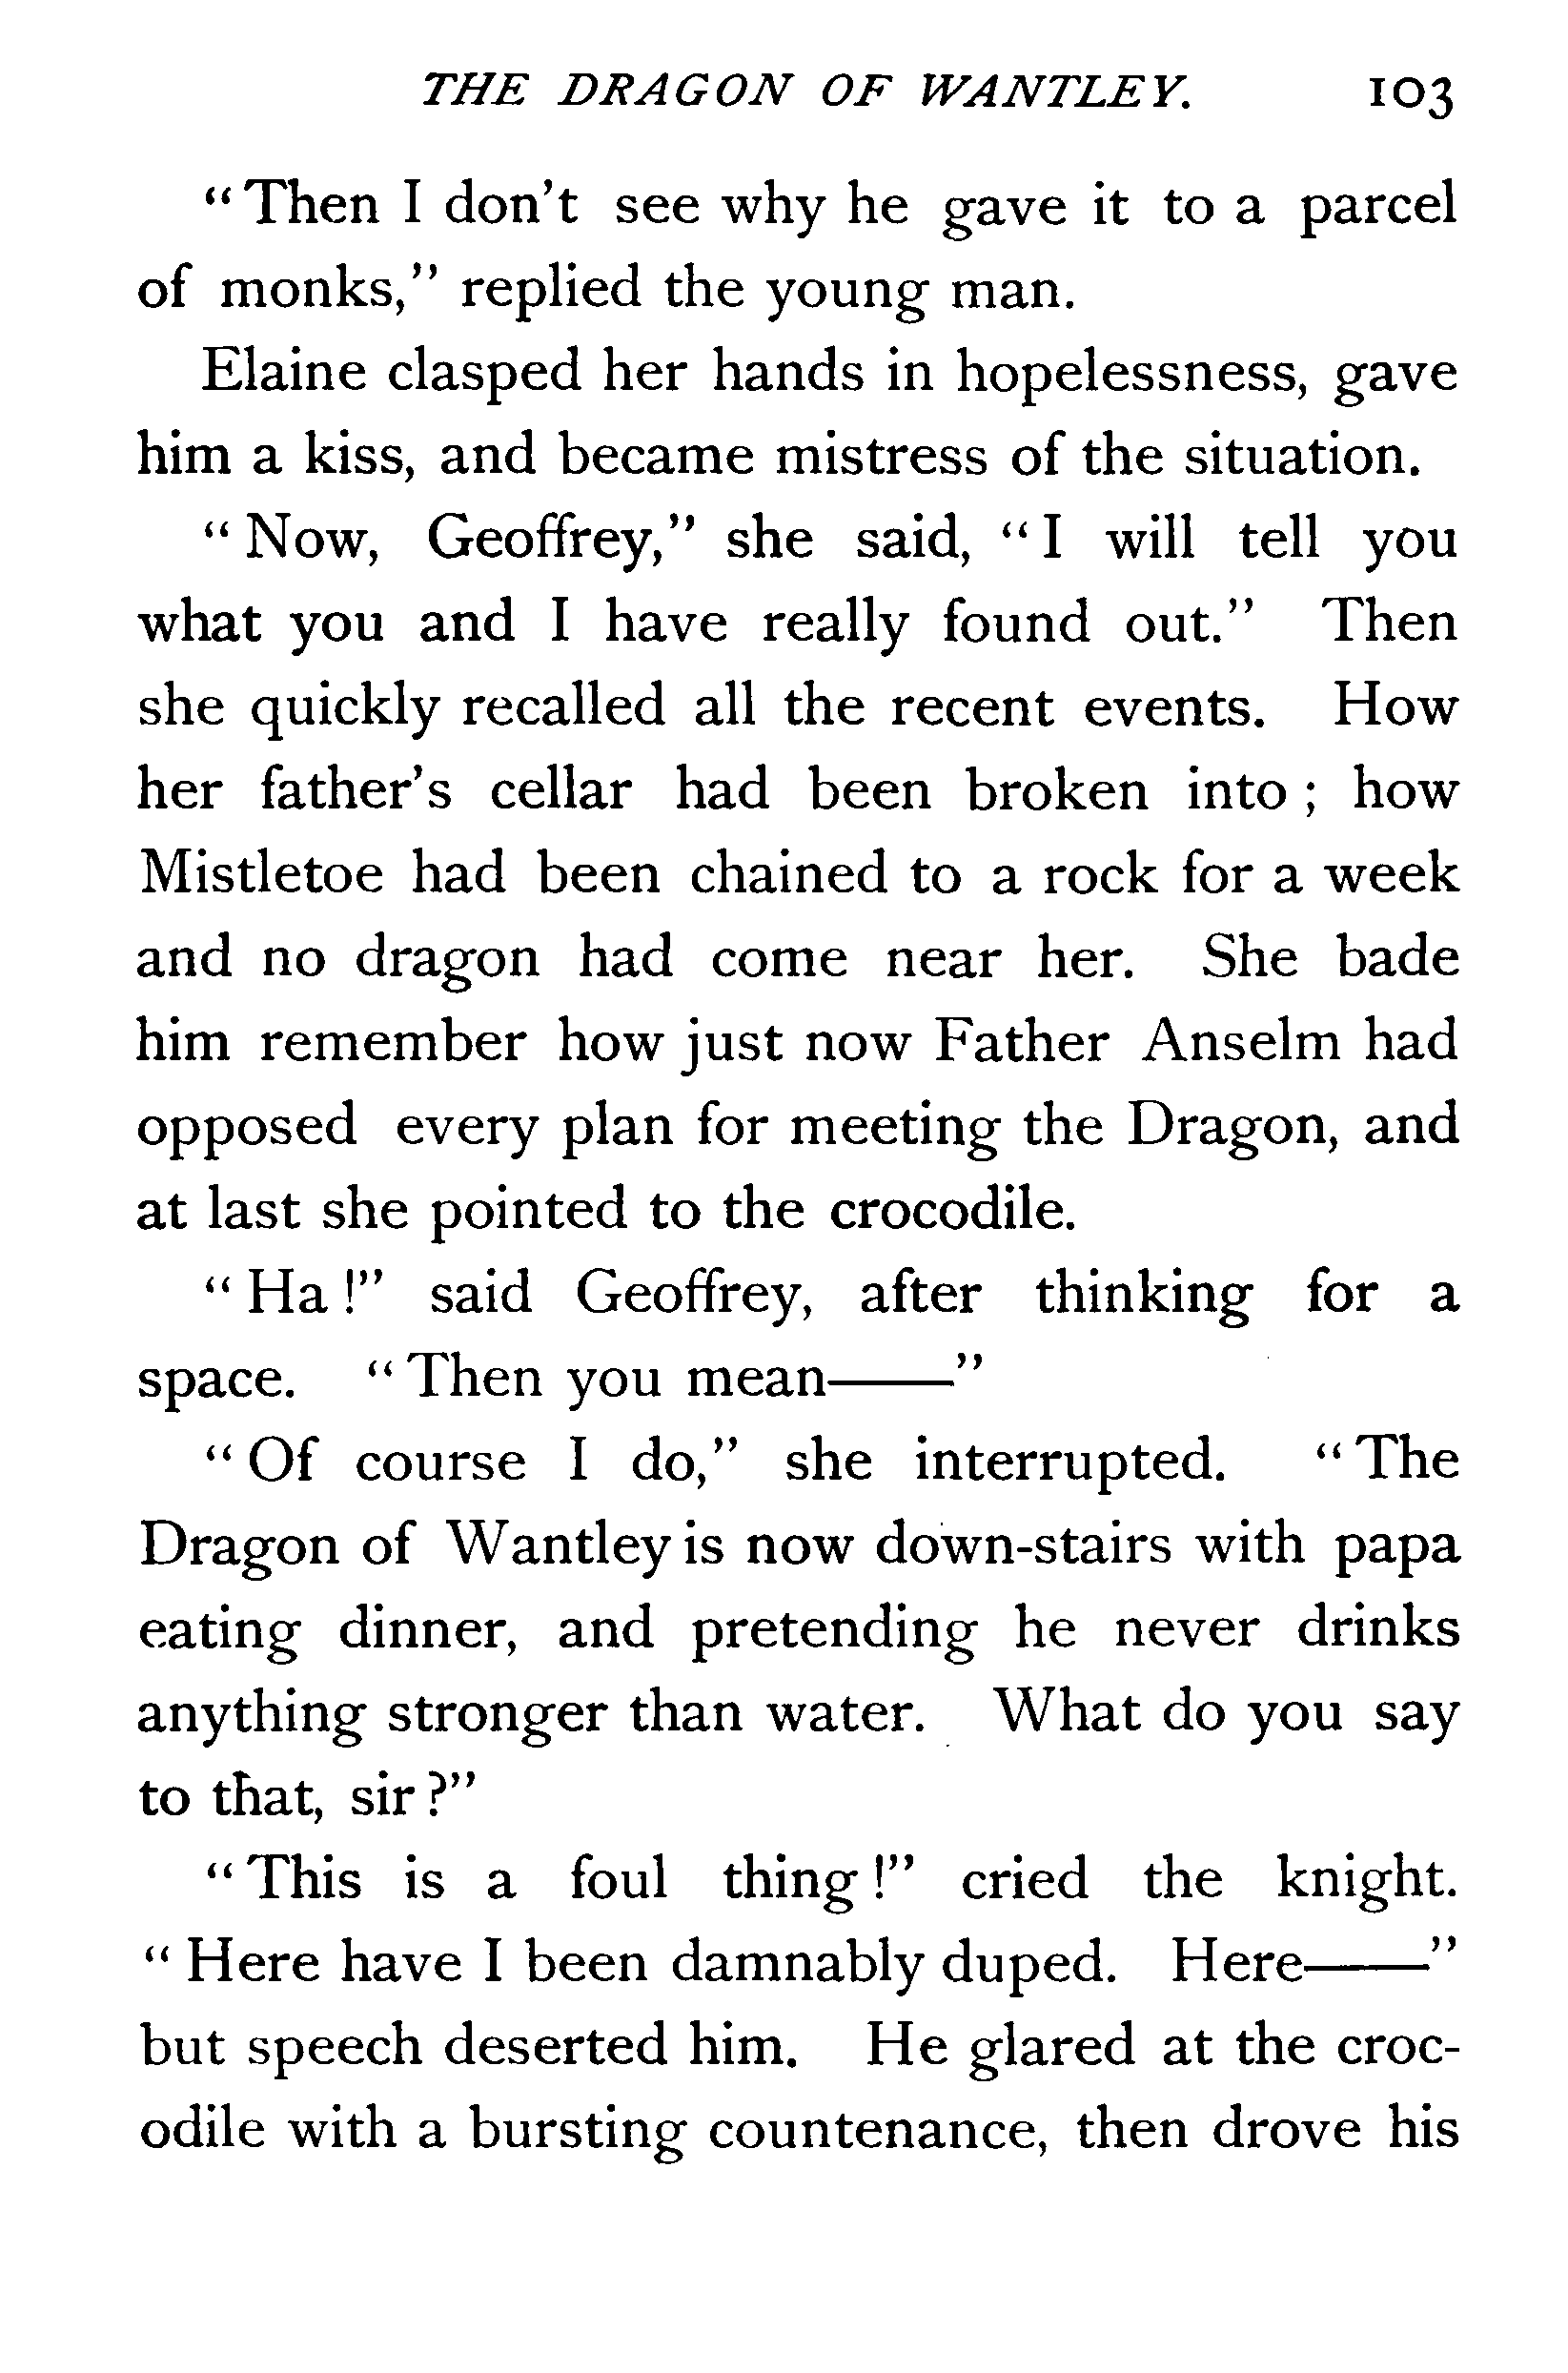 THE DRAGON OF WANTLEY. 103
“Then I don’t see why he gave it to a parcel
of monks,” replied the young man.
Elaine clasped her hands in hopelessness, gave
him a kiss, and became mistress of the situation.
“Now, Geoffrey,” she said, “I will tell you
what you and I have really found out.” Then
she quickly recalled all the recent events. How
her father’s cellar had been broken into; how
Mistletoe had been chained to a rock for a week
and no dragon had come near her. She bade
him remember how just now Father Anselm had
opposed every plan for meeting the Dragon, and
at last she pointed to the crocodile.
“Ha!” said Geoffrey, after thinking for a
space. “Then you mean——”
“Of course I do,” she interrupted. “The
Dragon of Wantley is now down-stairs with papa
eating dinner, and pretending he never drinks
anything stronger than water. What do you say
to that, sir?”
“This is a foul thing!” cried the knight.
“Here have I been damnably duped. Here——”
but speech deserted him. He glared at the croc-
odile with a bursting countenance, then drove his